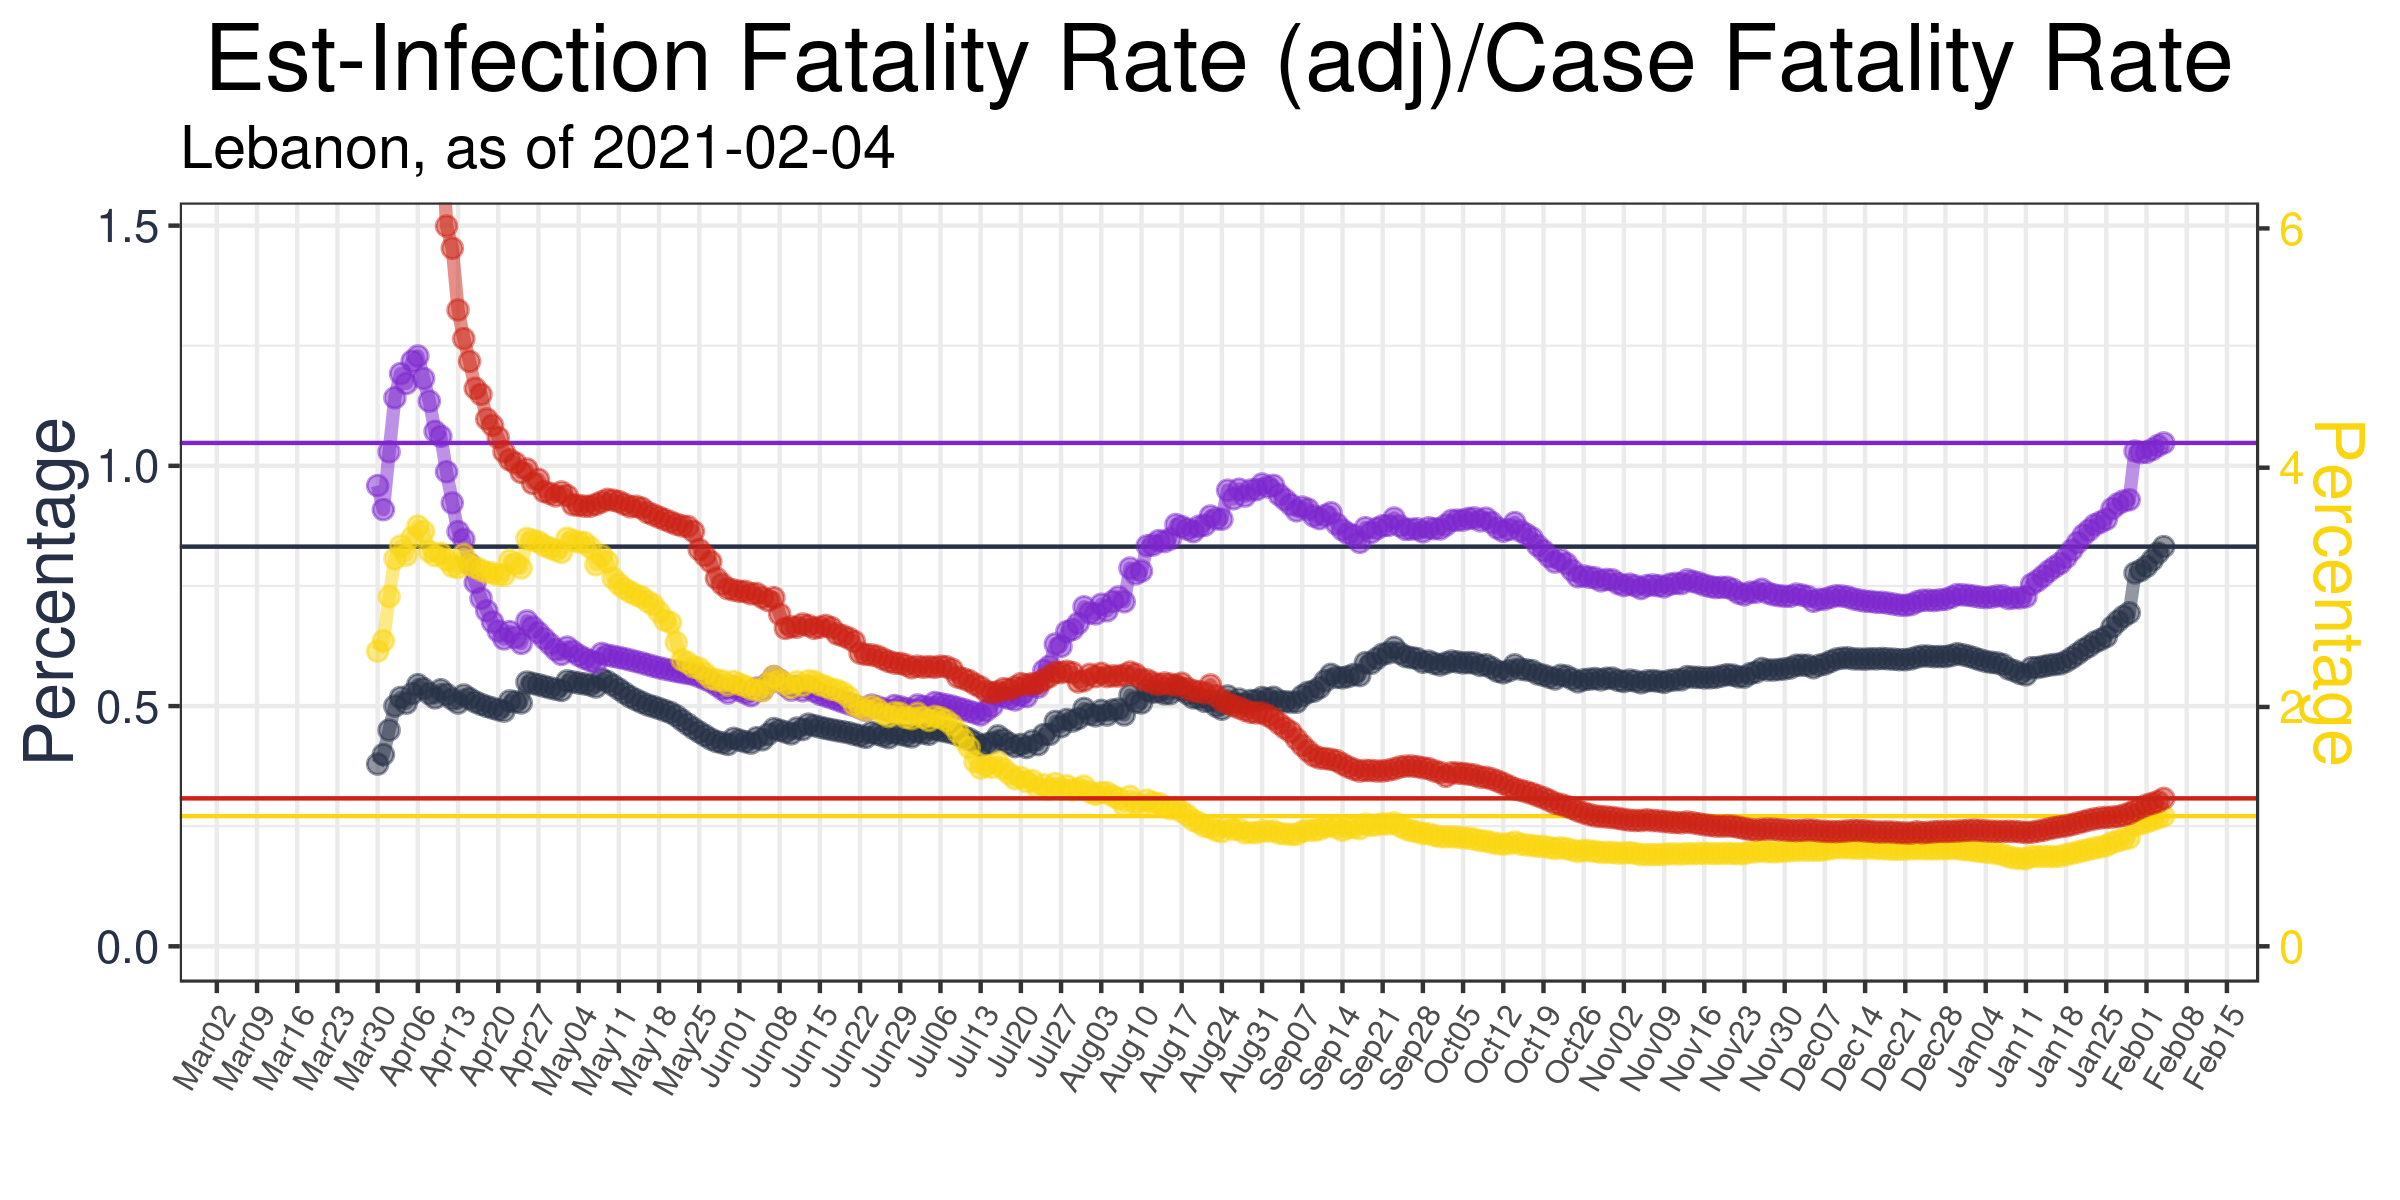 Est-Infection Fatality Rate (adj)/Case Fatality Rate
Lebanon, as of 2021-02-04
Percentage
1.5
1.0
0.5
0.0
6
4
2
0
Percentage
Mar02 Mar09 Mar16 Mar23 Mar30 Apr06 Apr13 Apr20 Apr27 May04 May11 May18 May25 Jun01 Jun08 Jun15 Jun22 Jun29 Jul06 Jul13 Jul20 Jul27 Aug03 Aug10 Aug17 Aug24 Aug31 Sep07 Sep14 Sep21 Sep28 Oct05 Oct12 Oct19 Oct26 Nov02 Nov09 Nov16 Nov23 Nov30 Dec07 Dec14 Dec21 Dec28 Jan04 Jan11 Jan18 Jan25 Feb01 Feb08 Feb15